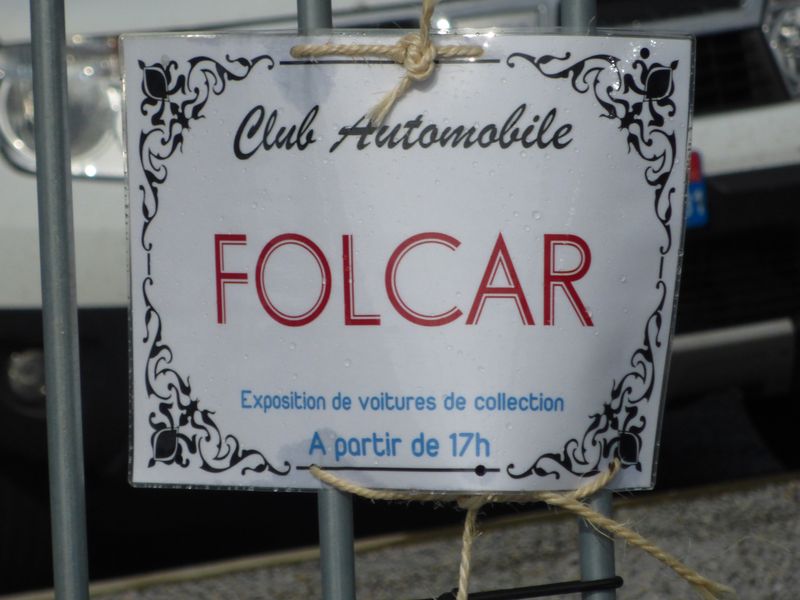 Club Automobile
FOLCAR
Exposition de voitures de collection
A partir de 17h